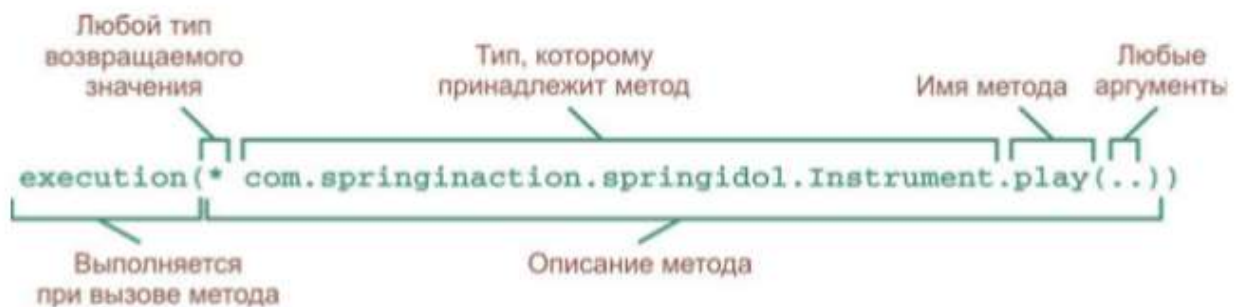 Любой тип
возвращаемого
значения
Тип, которому
принадлежит метод
Имя метода
Любые
аргументы
execution(* com.springinaction.springidol.Instrument.play(..))
Выполняется
при вызове метода
Описание метода